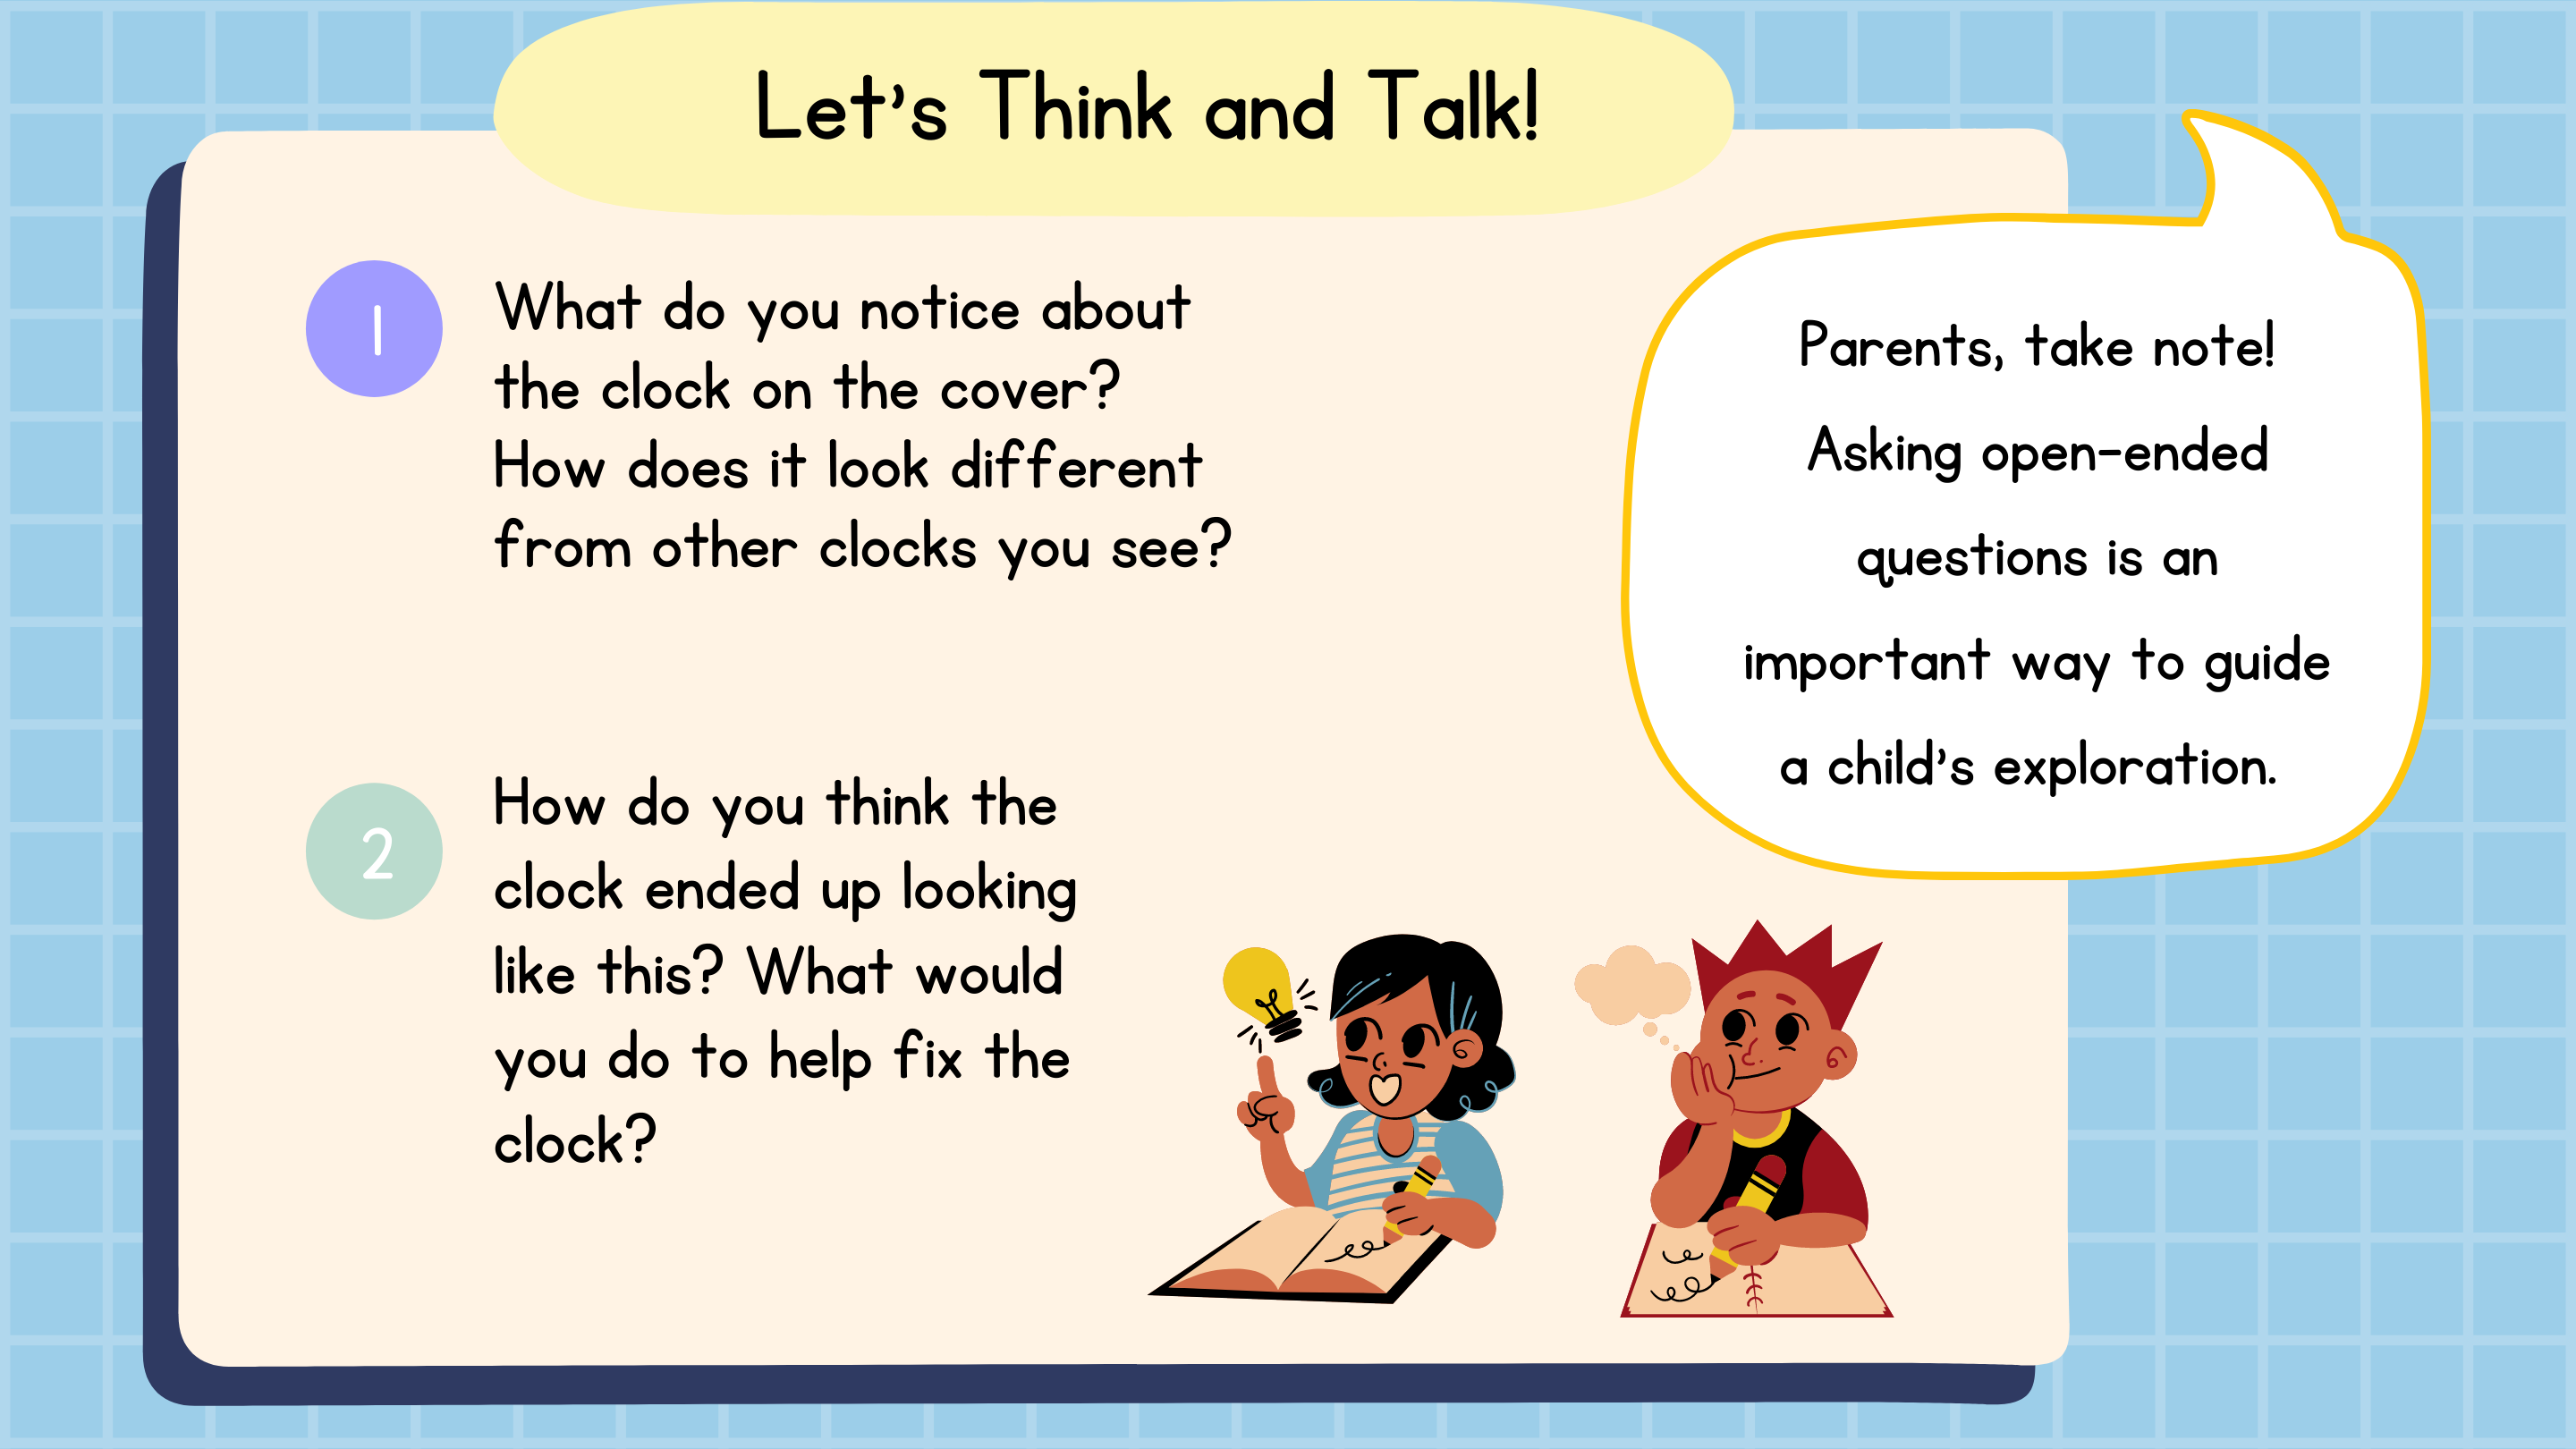 Let's Think and Talk!
1
What do you notice about
the clock on the cover?
How does it look different
from other clocks you see?
2
How do you think the
clock ended up looking
like this? What would
you do to help fix the
clock?
Parents, take note!
Asking open-ended
questions is an
important way to guide
a child's exploration.